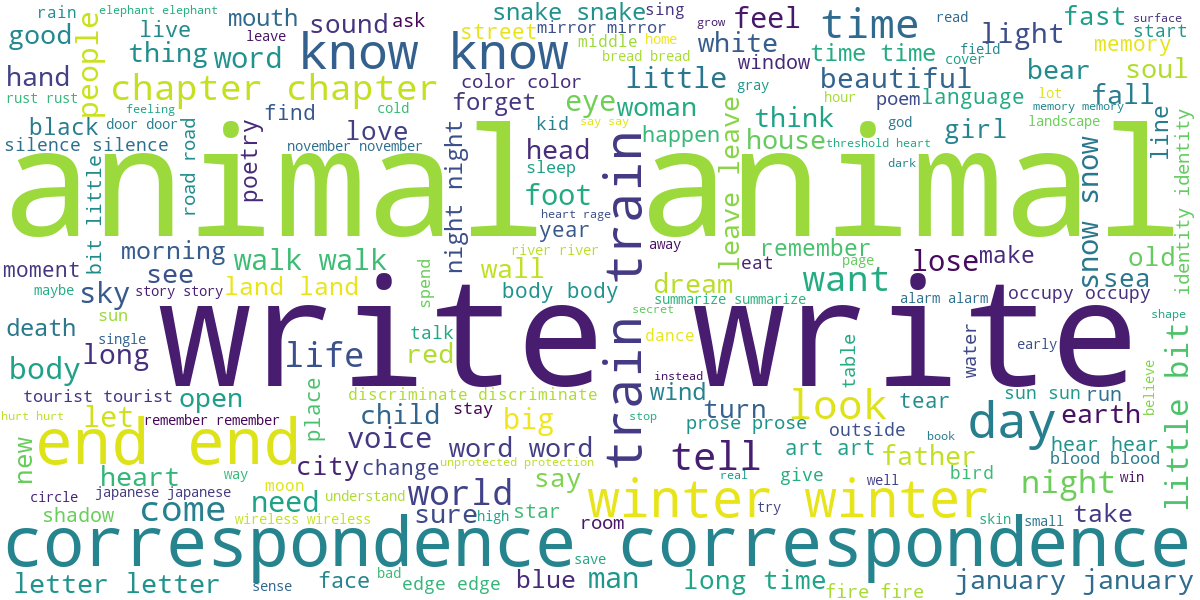 rain elephant elephant mouth sound ask snake snake sing grow time read light fast surface
good live leave know know street mirror mirror feel start
people thing word middle home white field memory
hand chapter chapter color color bread bread window time time cover bear soul
rust rust feeling cold forget little gray beautiful lot
find eye woman hour poem language fall memory memory
black door door love kid say say happen think god girl landscape line
silence silence road road poetry november november night night head house threshold heart identity identity
animal animal
bit little sleep train leave leave dark snow snow
foot heart rage year
morning walk walk river river away remember lose make old
moment see wall eat want page sea
maybe sky story story land land spend body body dream alarm alarm occupy occupy
sun summarize summarize secret shape
write write
death single talk dance water early
long life red table
body instead believe
tourist tourist open place discriminate discriminate train wind look tear sun sun run little bit
hurt hurt let remember remember child stay big stop turn prose prose day earth
end end voice word word outside book hear hear
new city change unprotected protection tell art art father blood blood
heart way real give well bird
circle japanese japanese moon understand world say night win
shadow come need sure high star winter winter try take
wireless wireless room skin small
correspondence correspondence
save
letter letter sense face bad edge edge blue man long time fire fire january january